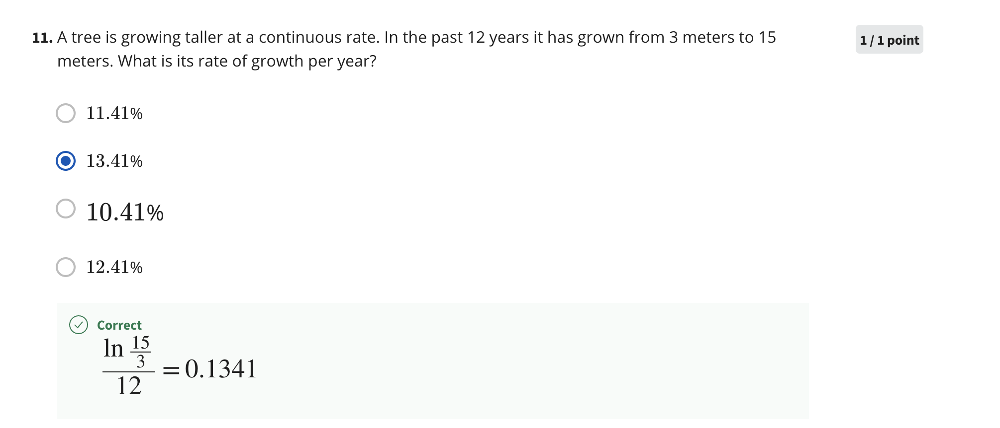 11. A tree is growing taller at a continuous rate. In the past 12 years it has grown from 3 meters to 15
meters. What is its rate of growth per year?
1 / 1 point
11.41%
13.41%
10.41%
12.41%
Correct
ln 15/3
/12 = 0.1341